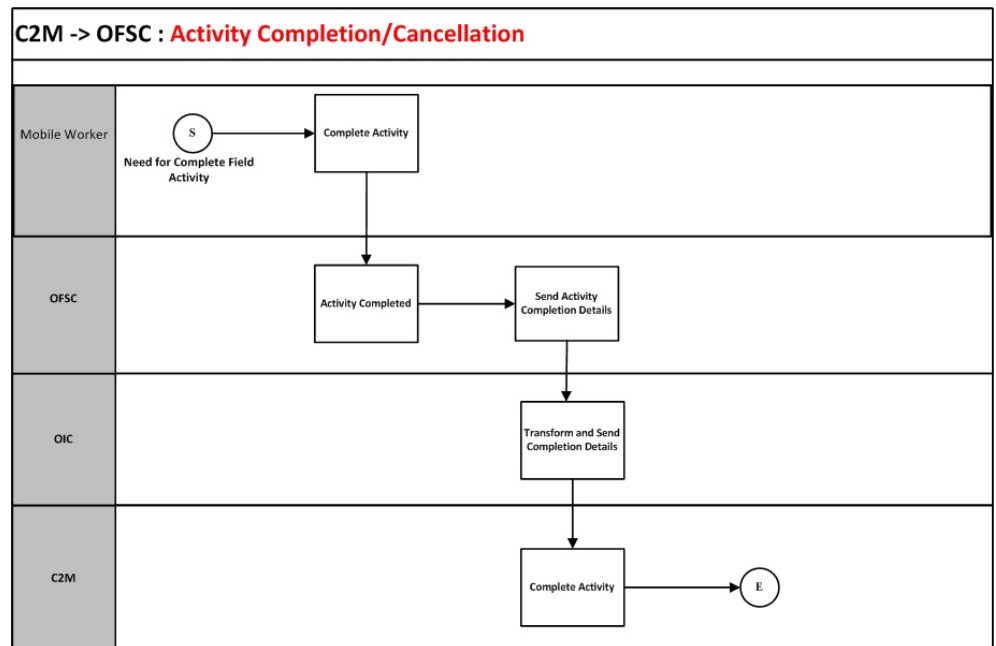 C2M -> OFSC : Activity Completion/Cancellation
Mobile Worker
S
Need for Complete Field
Activity
Complete Activity
OFSC
Activity Completed
Send Activity
Completion Details
OIC
Transform and Send
Completion Details
C2M
Complete Activity
E